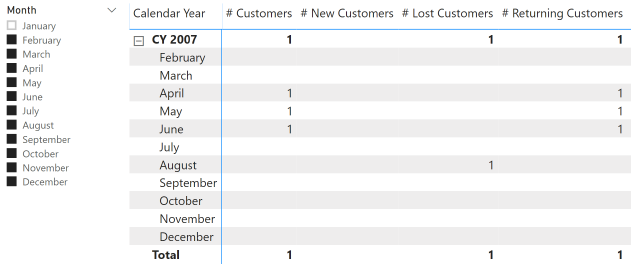 Month
January
February
March
April
May
June
July
August
September
October
November
December
Calendar Year # Customers # New Customers # Lost Customers # Returning Customers
CY 2007 1 1 1
February
March
April 1 1
May 1 1
June 1 1
July
August 1
September
October
November
December
Total 1 1 1